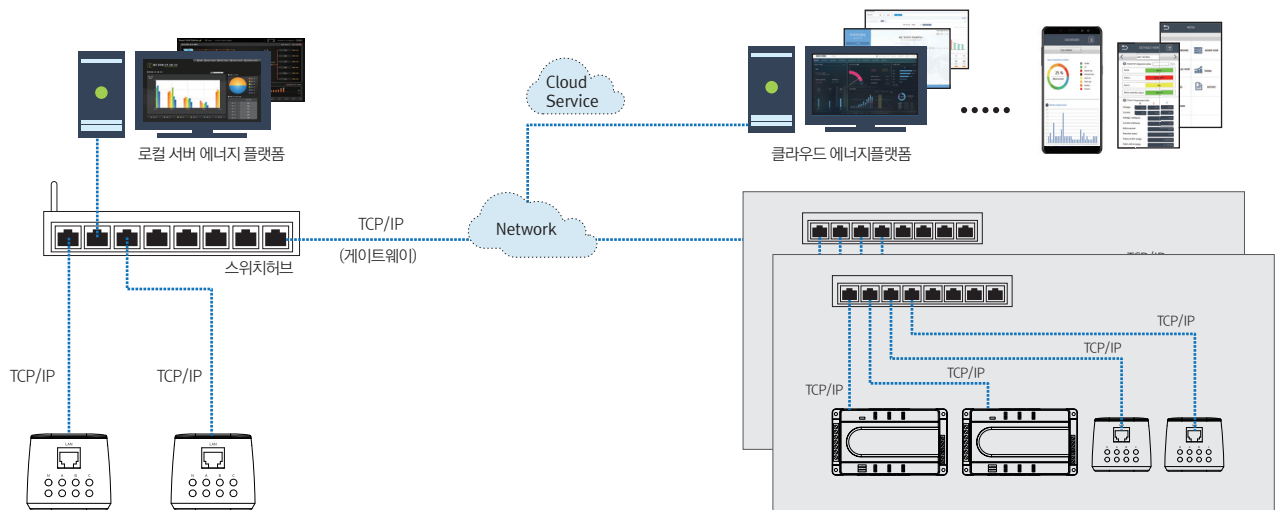 Cloud
Service
로컬 서버 에너지 플랫폼
클라우드 에너지플랫폼
TCP/IP
(게이트웨이)
Network
스위치허브
TCP/IP
TCP/IP
TCP/IP
TCP/IP
TCP/IP
TCP/IP
LAN
N A B C
LAN
N A B C